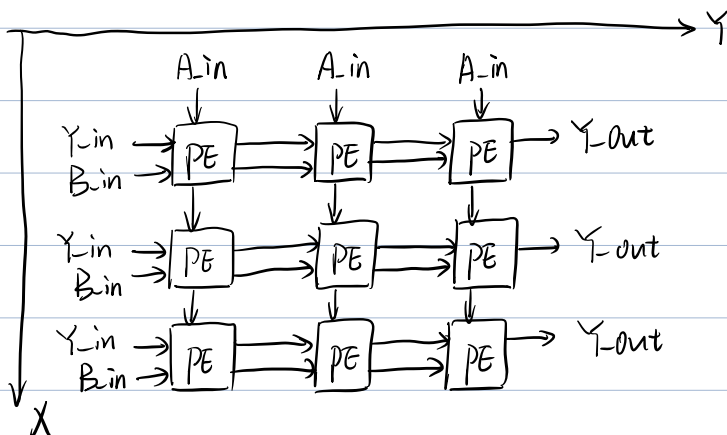 Y
A_in A_in A_in
Y_in PE PE PE Y_out
B_in
Y_in PE PE PE Y_out
B_in
Y_in PE PE PE Y_out
B_in
X